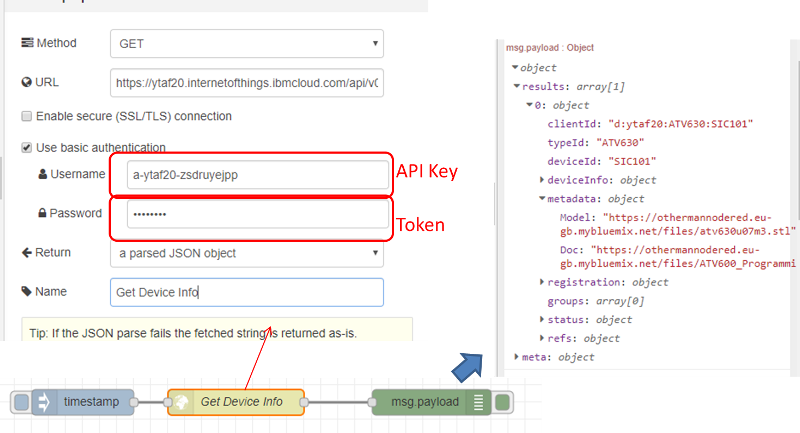 Method
GET
URL
https://ytaf20.internetofthings.ibmcloud.com/api/v0
Enable secure (SSL/TLS) connection
Use basic authentication
Username
a-ytaf20-zsdruyejpp
API Key
Password
••••••••
Token
Return
a parsed JSON object
Name
Get Device Info
Tip: If the JSON parse fails the fetched string is returned as-is.
timestamp
Get Device Info
msg.payload
msg.payload : Object
object
results: array[1]
0: object
clientId: "d:ytaf20:ATV630:SIC101"
typeId: "ATV630"
deviceId: "SIC101"
deviceInfo: object
metadata: object
Model: "https://othermannodered.eu-
gb.mybluemix.net/files/atv630u07m3.stl"
Doc: "https://othermannodered.eu-
gb.mybluemix.net/files/ATV600_Programmi
registration: object
groups: array[0]
status: object
refs: object
meta: object